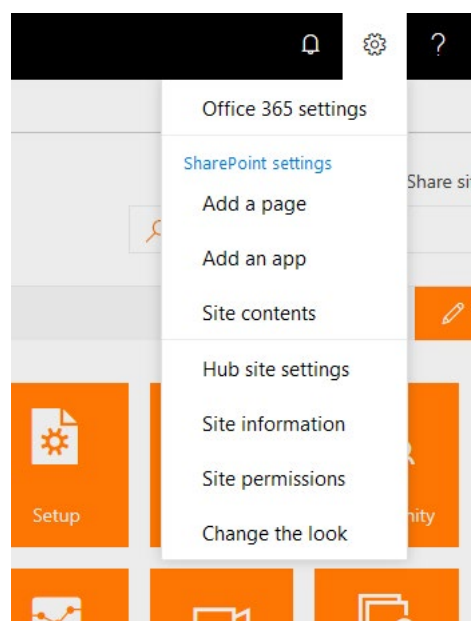 ?
Office 365 settings
SharePoint settings
Share si
Add a page
Add an app
Site contents
Hub site settings
Site information
Site permissions
Setup
nity
Change the look